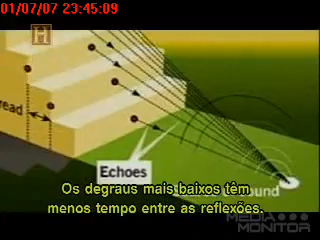 01/07/07 23:45:09
H
read
Echoes
Os degraus mais baixos têm
menos tempo entre as reflexões.
und
MEDIA
MONITOR